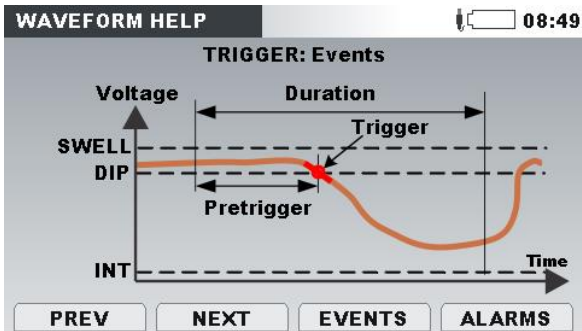 WAVEFORM HELP 08:49
TRIGGER: Events
Voltage
Duration
Trigger
SWELL
DIP
Pretrigger
INT
Time
PREV NEXT EVENTS ALARMS